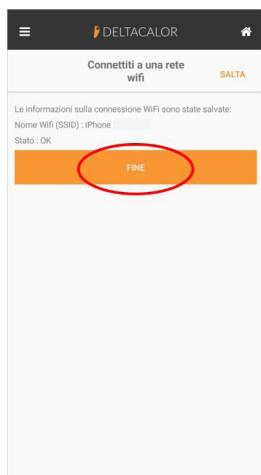 DELTACALOR
Connettiti a una rete
wifi
SALTA
Le informazioni sulla connessione WiFi sono state salvate:
Nome Wifi (SSID) : iPhone
Stato : OK
FINE